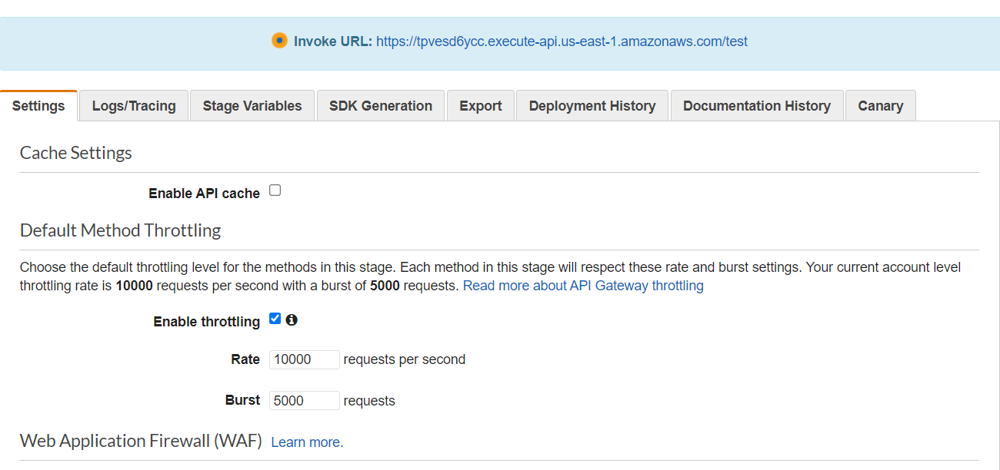 Invoke URL: https://tpvesd6ycc.execute-api.us-east-1.amazonaws.com/test
Settings Logs/Tracing Stage Variables SDK Generation Export Deployment History Documentation History Canary
Cache Settings
Enable API cache
Default Method Throttling
Choose the default throttling level for the methods in this stage. Each method in this stage will respect these rate and burst settings. Your current account level
throttling rate is 10000 requests per second with a burst of 5000 requests. Read more about API Gateway throttling
Enable throttling
Rate 10000 requests per second
Burst 5000 requests
Web Application Firewall (WAF) Learn more.